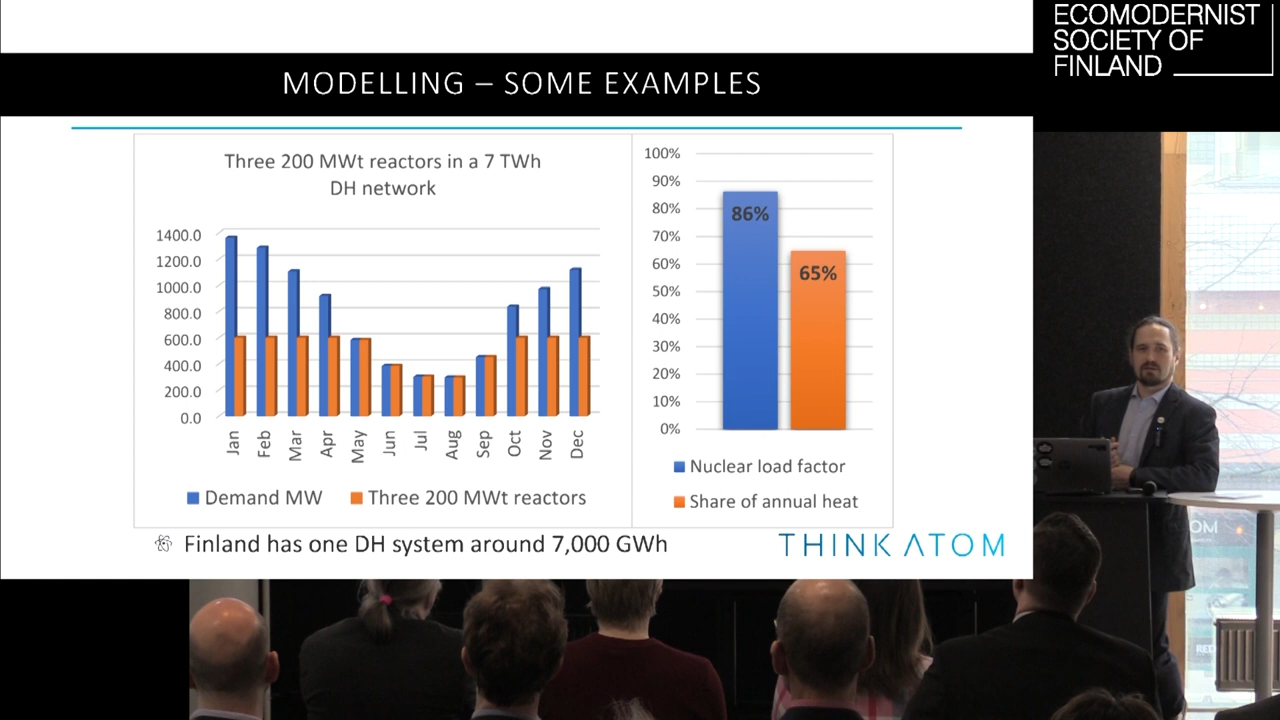 ECOMODERNIST
SOCIETY OF
FINLAND
MODELLING – SOME EXAMPLES
Three 200 MWt reactors in a 7 TWh
DH network
1400.0
1200.0
1000.0
800.0
600.0
400.0
200.0
0.0
Jan
Feb
Mar
Apr
May
Jun
Jul
Aug
Sep
Oct
Nov
Dec
Demand MW
Three 200 MWt reactors
100%
90%
80%
70%
60%
50%
40%
30%
20%
10%
0%
86%
65%
Nuclear load factor
Share of annual heat
Finland has one DH system around 7,000 GWh
THINK ATOM